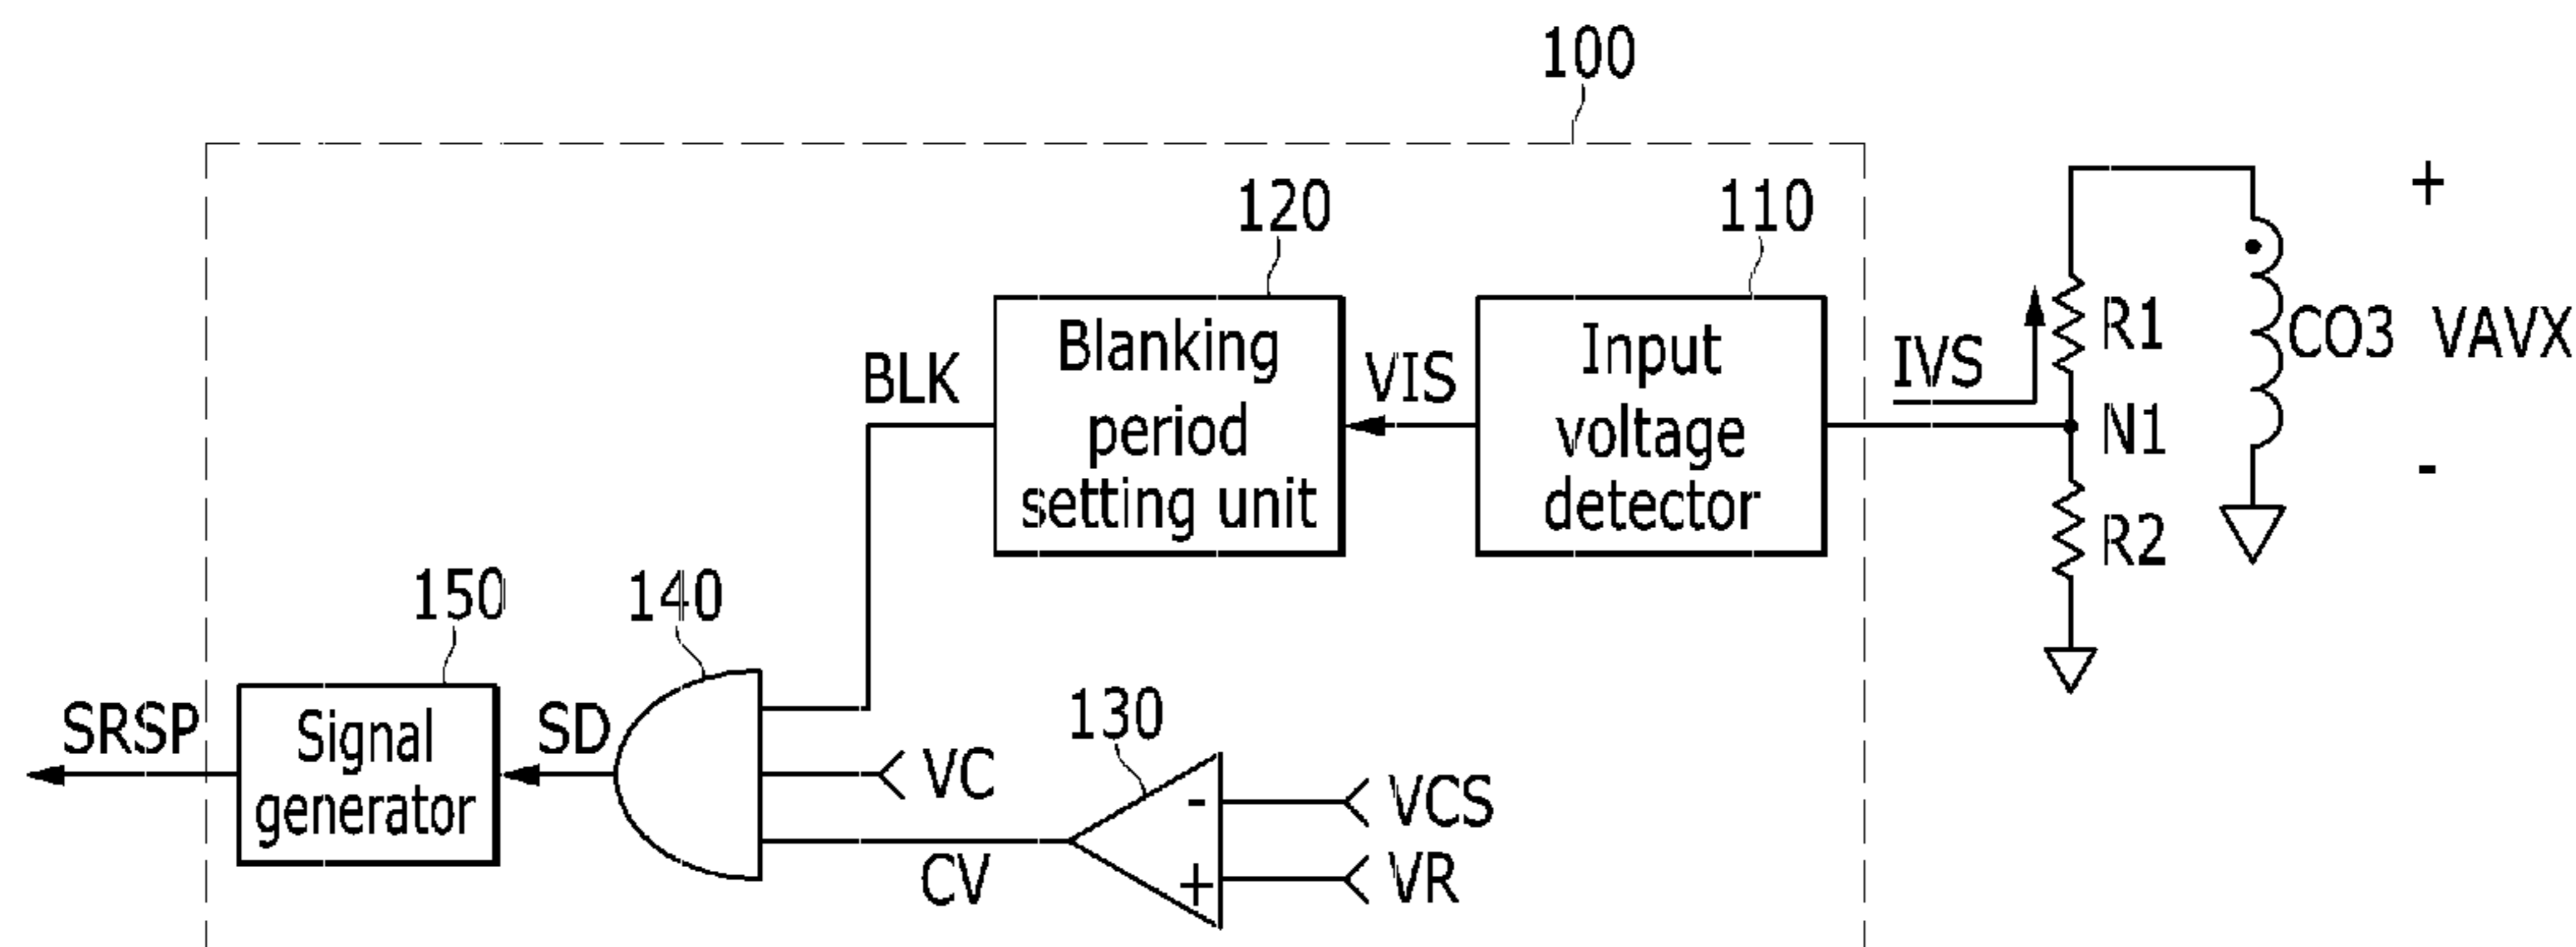 100
120
110
+
Blanking
period
setting unit
Input
voltage
detector
BLK
VIS
IVS
R1
CO3
VAVX
N1
-
R2
150
140
130
SRSP
Signal
generator
SD
VC
CV
-
+
VCS
VR